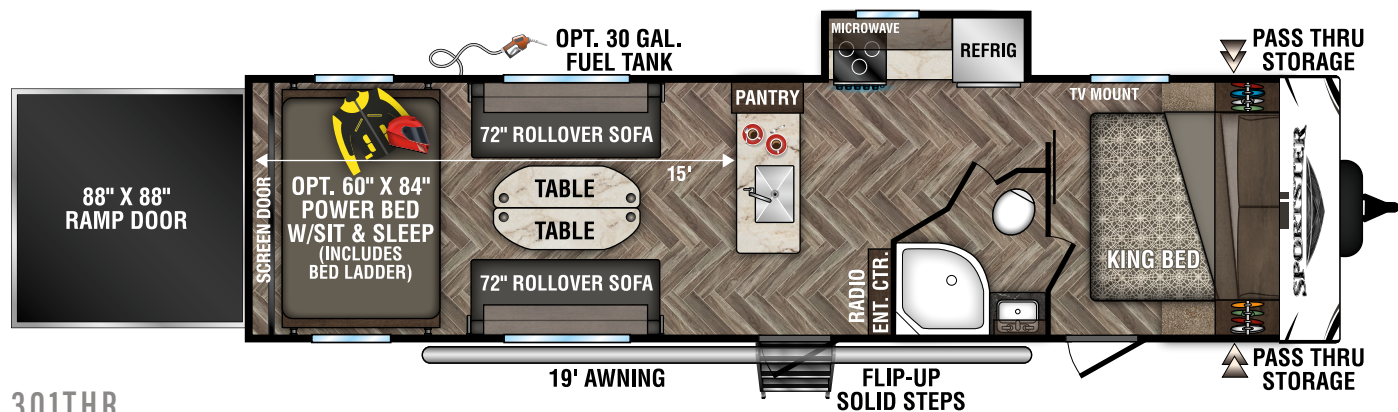 OPT. 30 GAL.
FUEL TANK
MICROWAVE
REFRIG
PASS THRU
STORAGE
88" X 88"
RAMP DOOR
SCREEN DOOR
OPT. 60" X 84"
POWER BED
W/SIT & SLEEP
(INCLUDES
BED LADDER)
72" ROLLOVER SOFA
15'
TABLE
TABLE
72" ROLLOVER SOFA
PANTRY
TV MOUNT
RADIO
ENT. CTR.
KING BED
SPORTSTER
19' AWNING
FLIP-UP
SOLID STEPS
PASS THRU
STORAGE
301THR